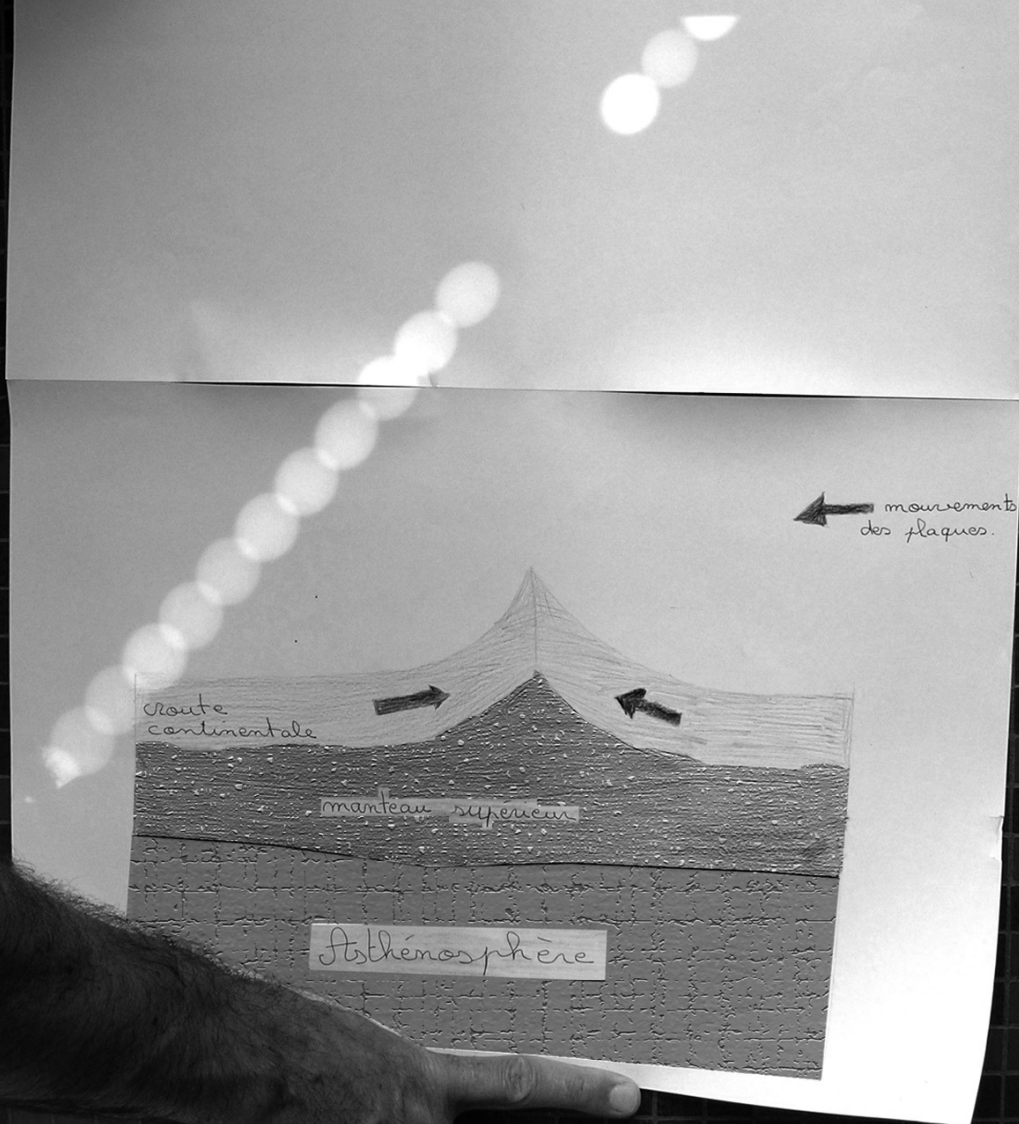 mouvements
des plaques.
croute
continentale
manteau supérieur
Asthénosphère